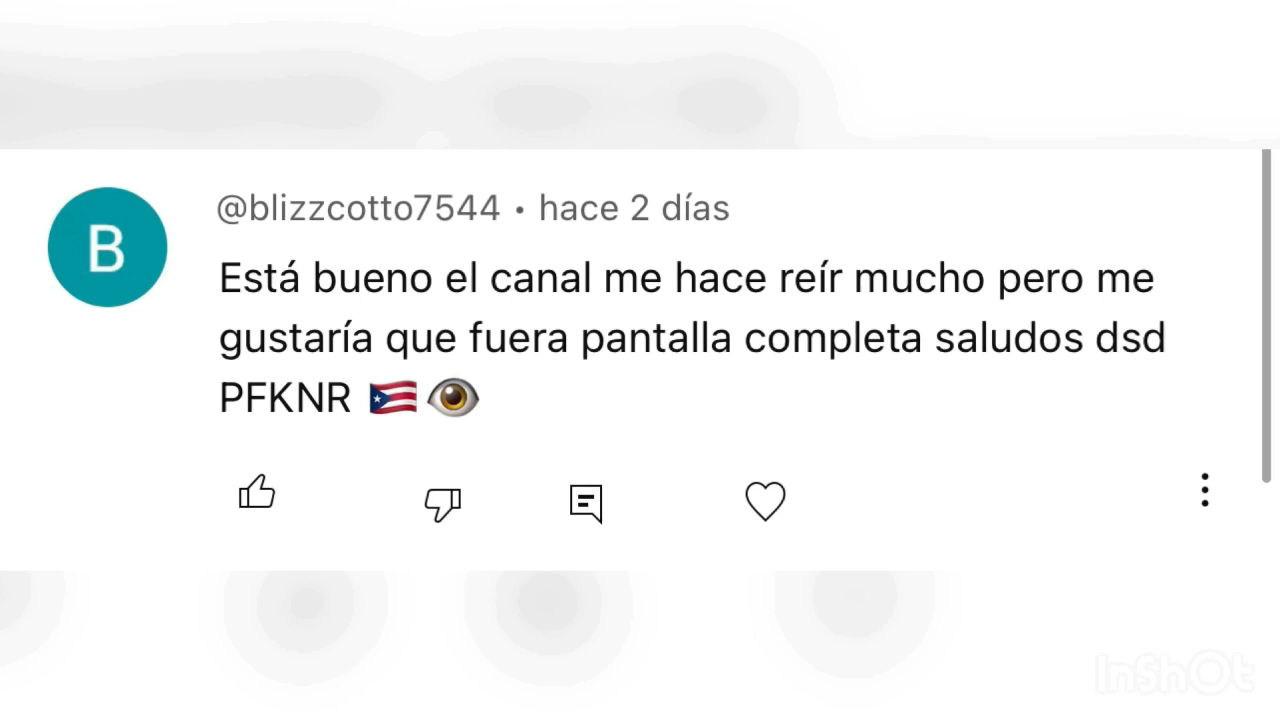 B
@blizzcotto7544 • hace 2 días
Está bueno el canal me hace reír mucho pero me
gustaría que fuera pantalla completa saludos dsd
PFKNR 🇵🇷👁️
InShOt